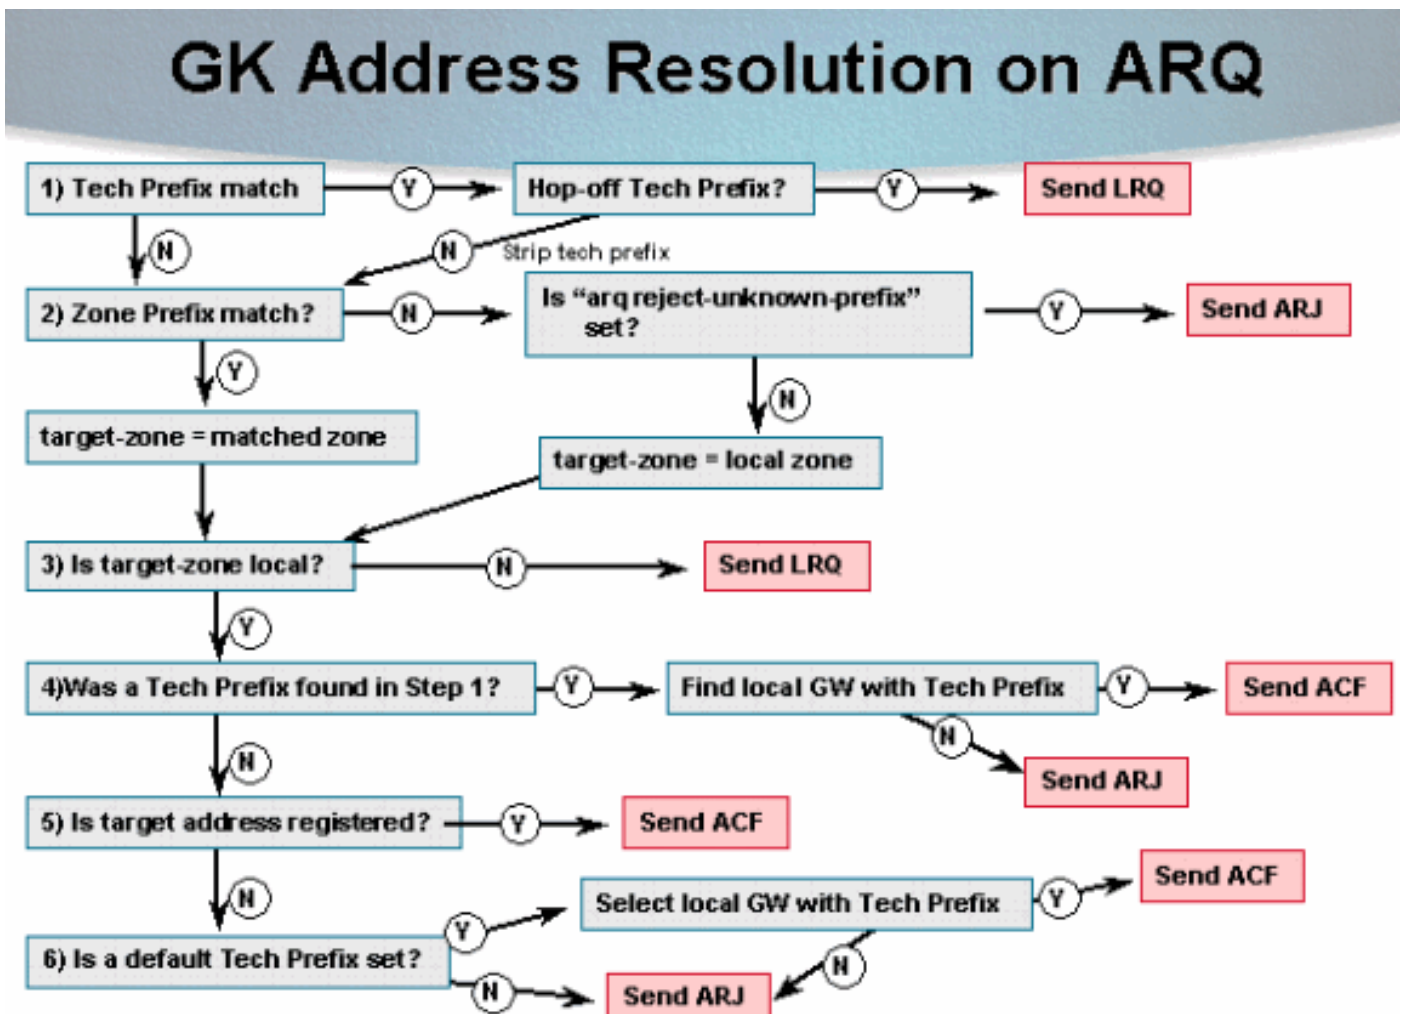 GK Address Resolution on ARQ
1) Tech Prefix match
Y
Hop-off Tech Prefix?
Y
Send LRQ
N
N
Strip tech prefix
2) Zone Prefix match?
N
Is “arq reject-unknown-prefix”
set?
Y
Send ARJ
Y
N
target-zone = matched zone
target-zone = local zone
3) Is target-zone local?
N
Send LRQ
Y
4)Was a Tech Prefix found in Step 1?
Y
Find local GW with Tech Prefix
Y
Send ACF
N
N
Send ARJ
5) Is target address registered?
Y
Send ACF
N
6) Is a default Tech Prefix set?
Y
Select local GW with Tech Prefix
Y
Send ACF
N
N
Send ARJ